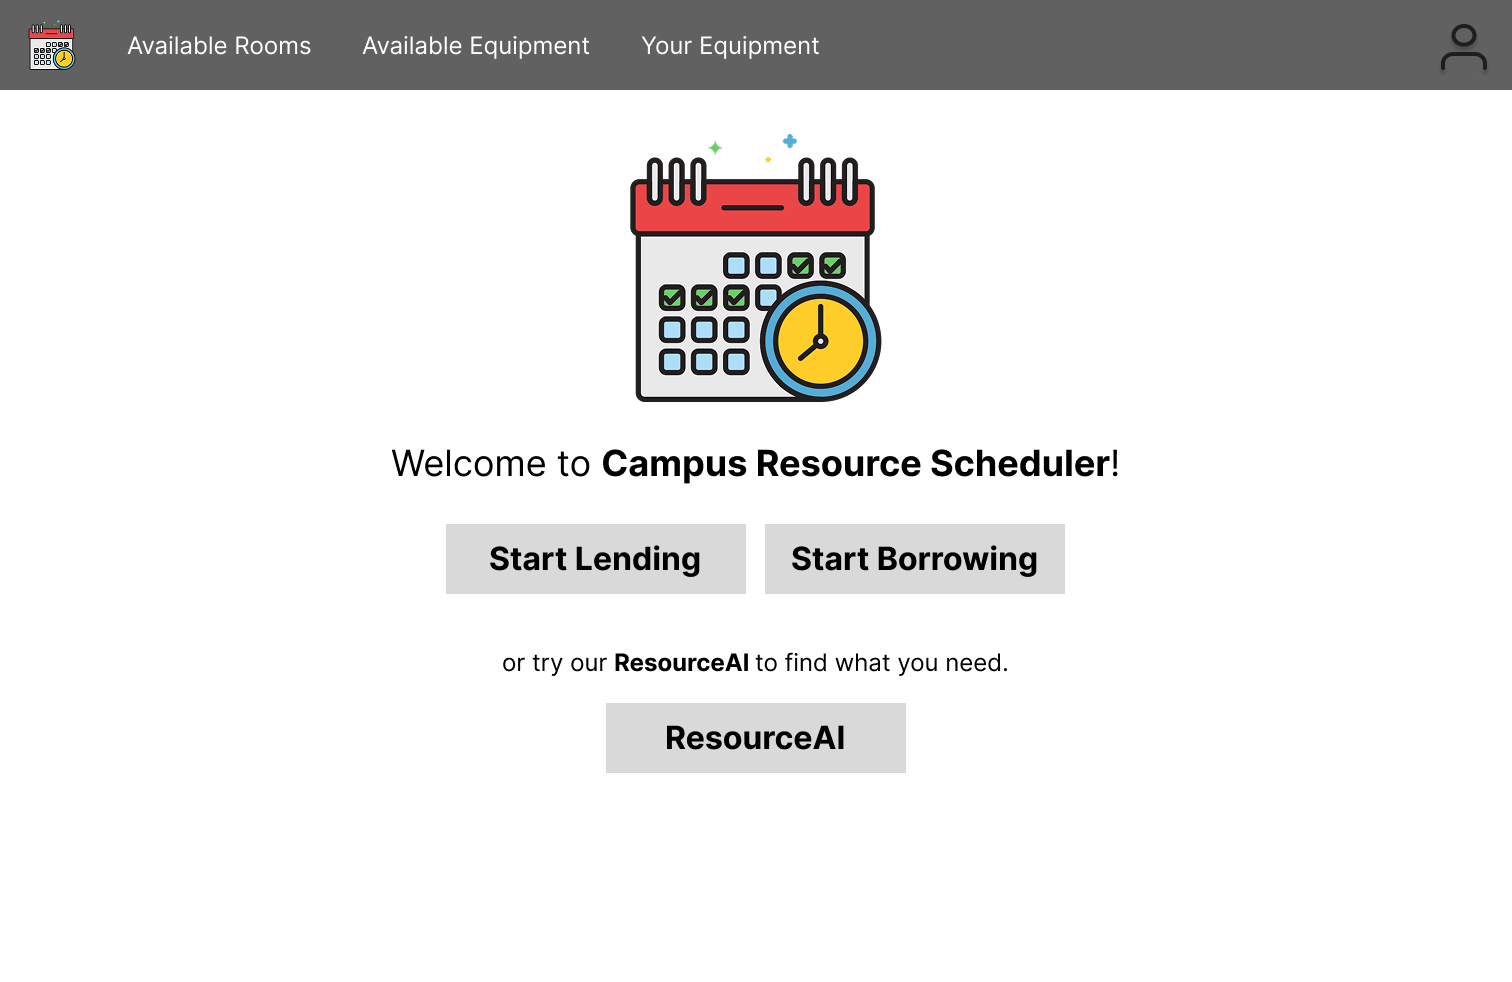 Available Rooms
Available Equipment
Your Equipment
Welcome to Campus Resource Scheduler!
Start Lending
Start Borrowing
or try our ResourceAI to find what you need.
ResourceAI